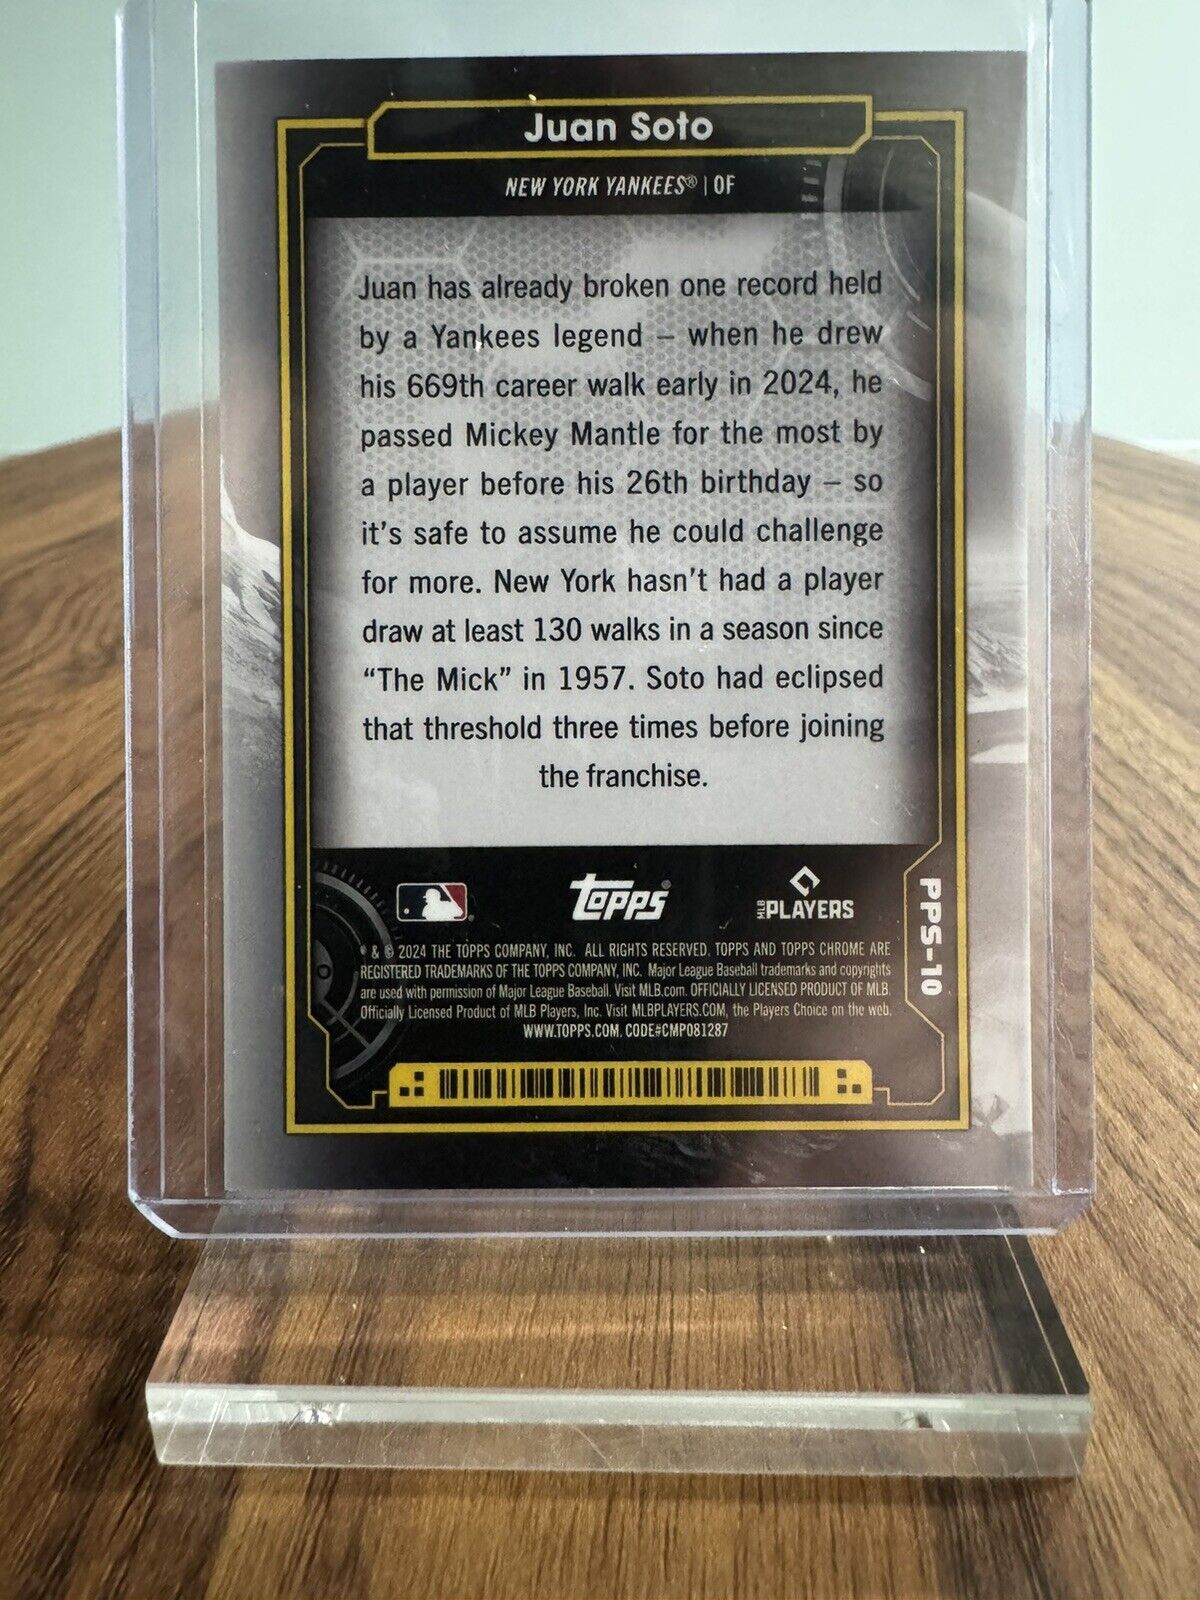 Juan Soto
NEW YORK YANKEES® | OF
Juan has already broken one record held
by a Yankees legend – when he drew
his 669th career walk early in 2024, he
passed Mickey Mantle for the most by
a player before his 26th birthday – so
it's safe to assume he could challenge
for more. New York hasn't had a player
draw at least 130 walks in a season since
“The Mick” in 1957. Soto had eclipsed
that threshold three times before joining
the franchise.
topps®
MLB PLAYERS
PPS-10
® & © 2024 THE TOPPS COMPANY, INC. ALL RIGHTS RESERVED. TOPPS AND TOPPS CHROME ARE
REGISTERED TRADEMARKS OF THE TOPPS COMPANY, INC. Major League Baseball trademarks and copyrights
are used with permission of Major League Baseball. Visit MLB.com. OFFICIALLY LICENSED PRODUCT OF MLB.
Officially Licensed Product of MLB Players, Inc. Visit MLBPLAYERS.COM, the Players Choice on the web.
WWW.TOPPS.COM. CODE#CMP081287